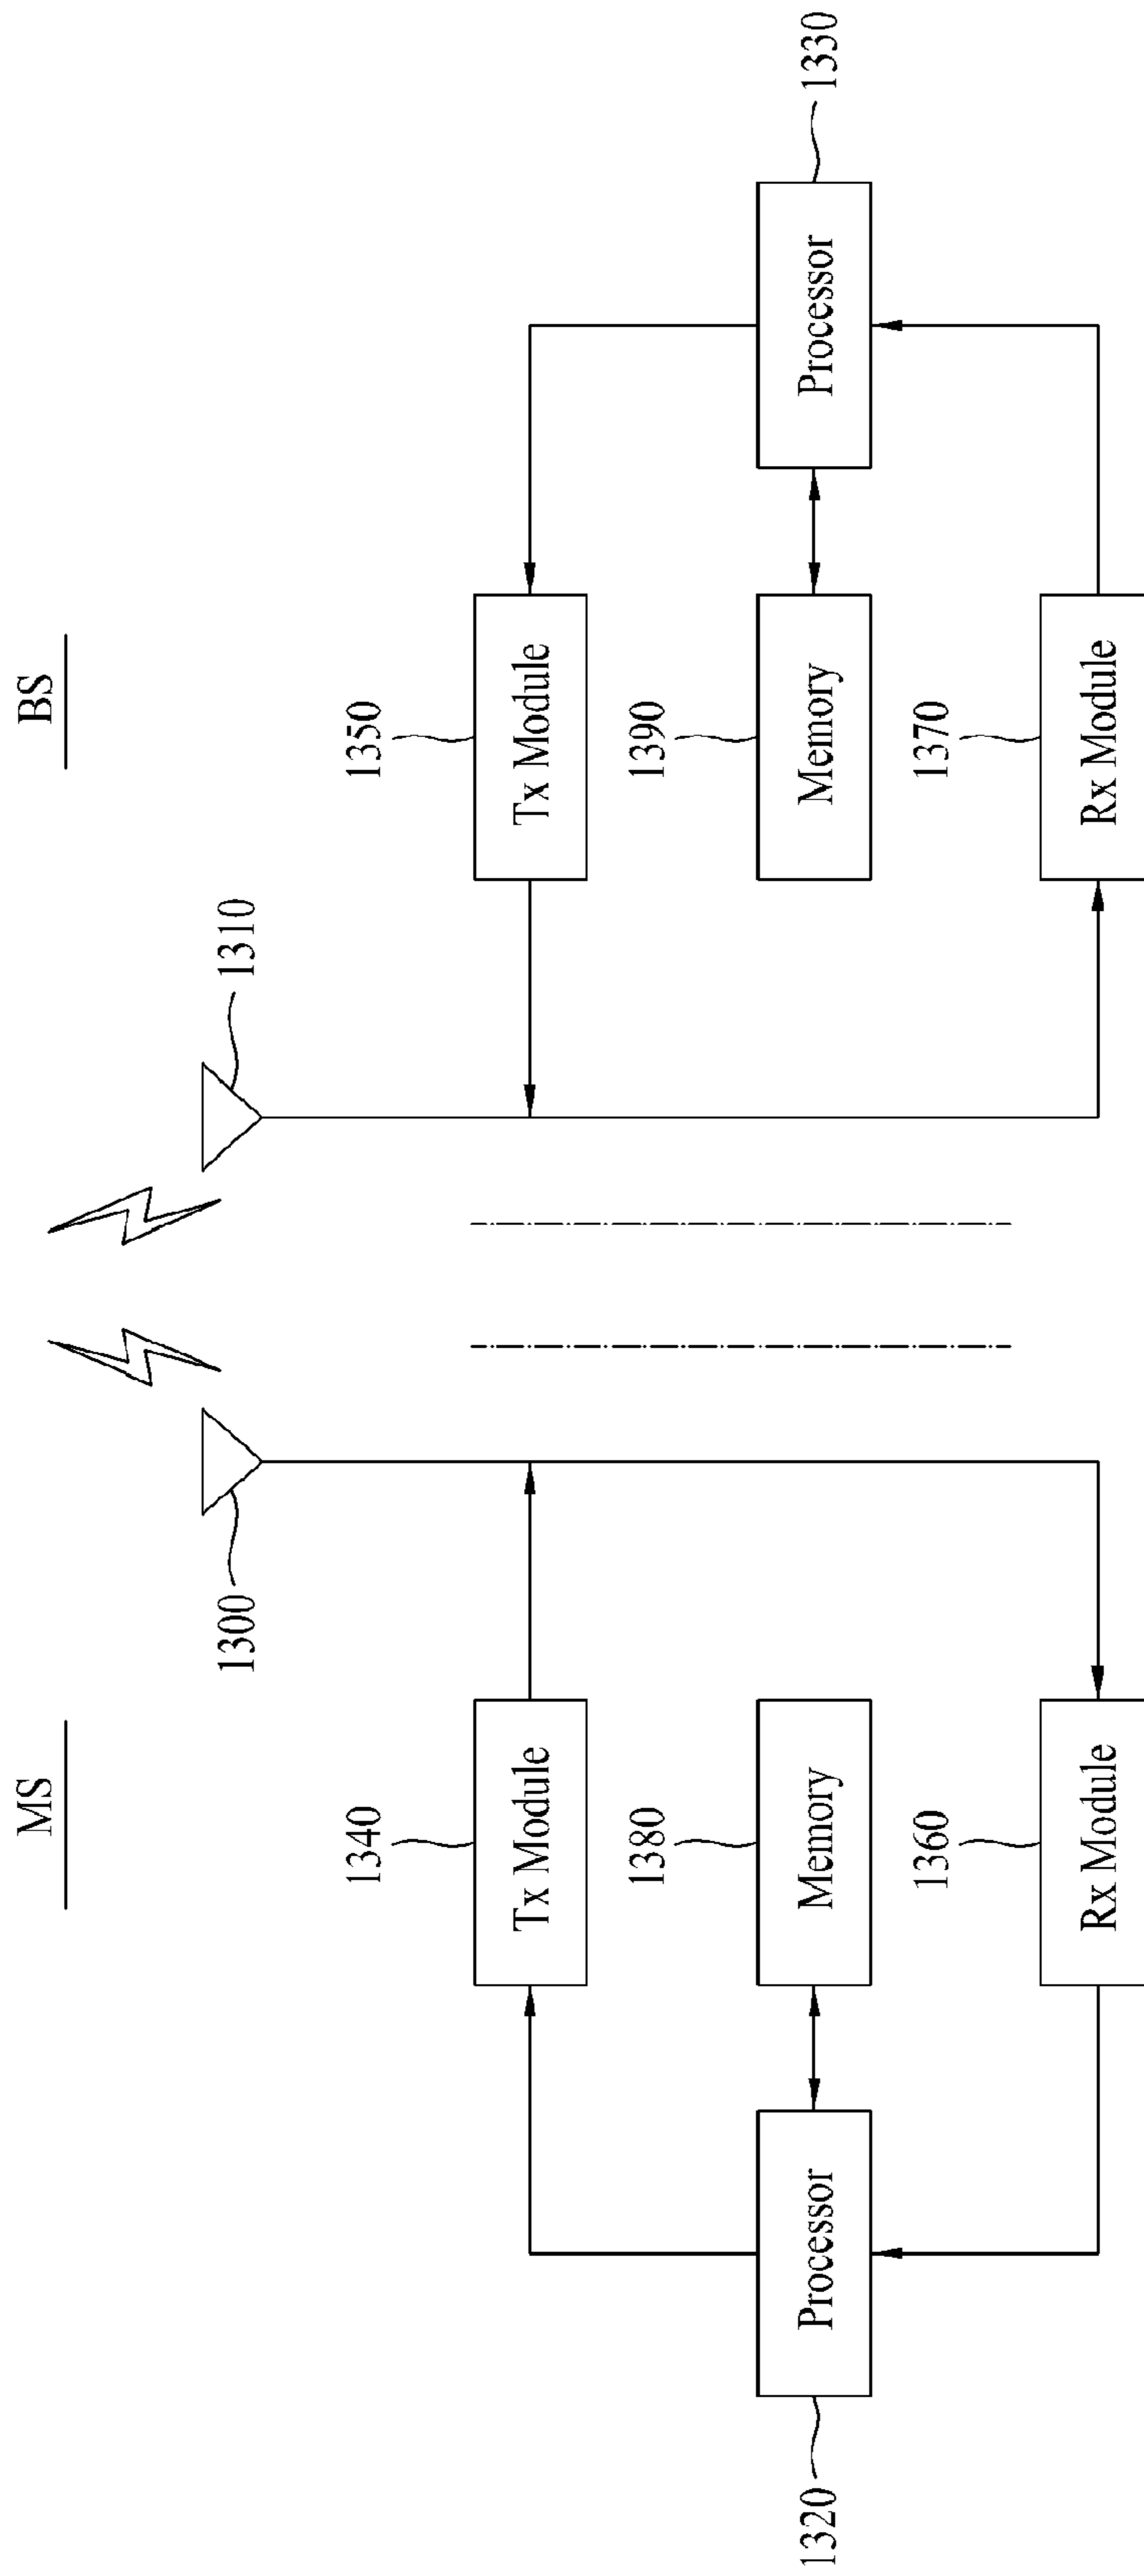 MS
BS
1300
1310
1340
Tx Module
1350
Tx Module
1320
Processor
1380
Memory
1390
Memory
Processor
1330
1360
Rx Module
1370
Rx Module